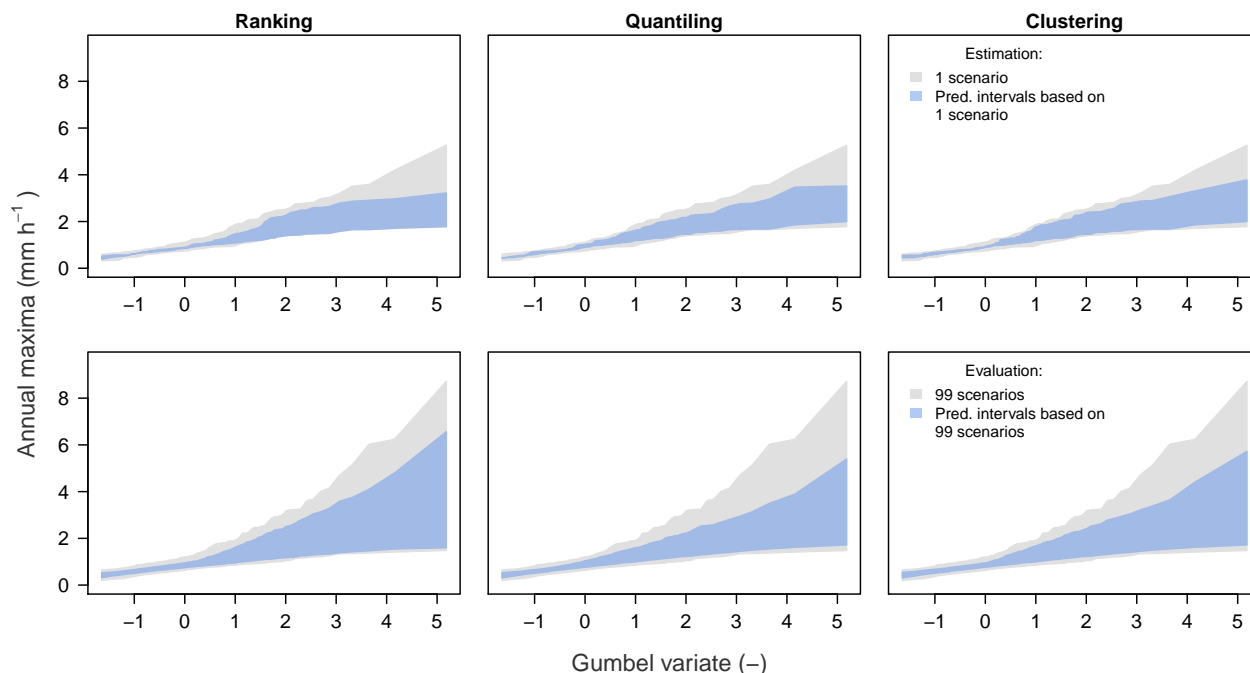 Ranking
Quantiling
Clustering
Annual maxima (mm h⁻¹ )
8
6
4
2
0
Estimation:
1 scenario
Pred. intervals based on
1 scenario
−1 0 1 2 3 4 5
−1 0 1 2 3 4 5
−1 0 1 2 3 4 5
8
6
4
2
0
Evaluation:
99 scenarios
Pred. intervals based on
99 scenarios
−1 0 1 2 3 4 5
−1 0 1 2 3 4 5
−1 0 1 2 3 4 5
Gumbel variate (−)